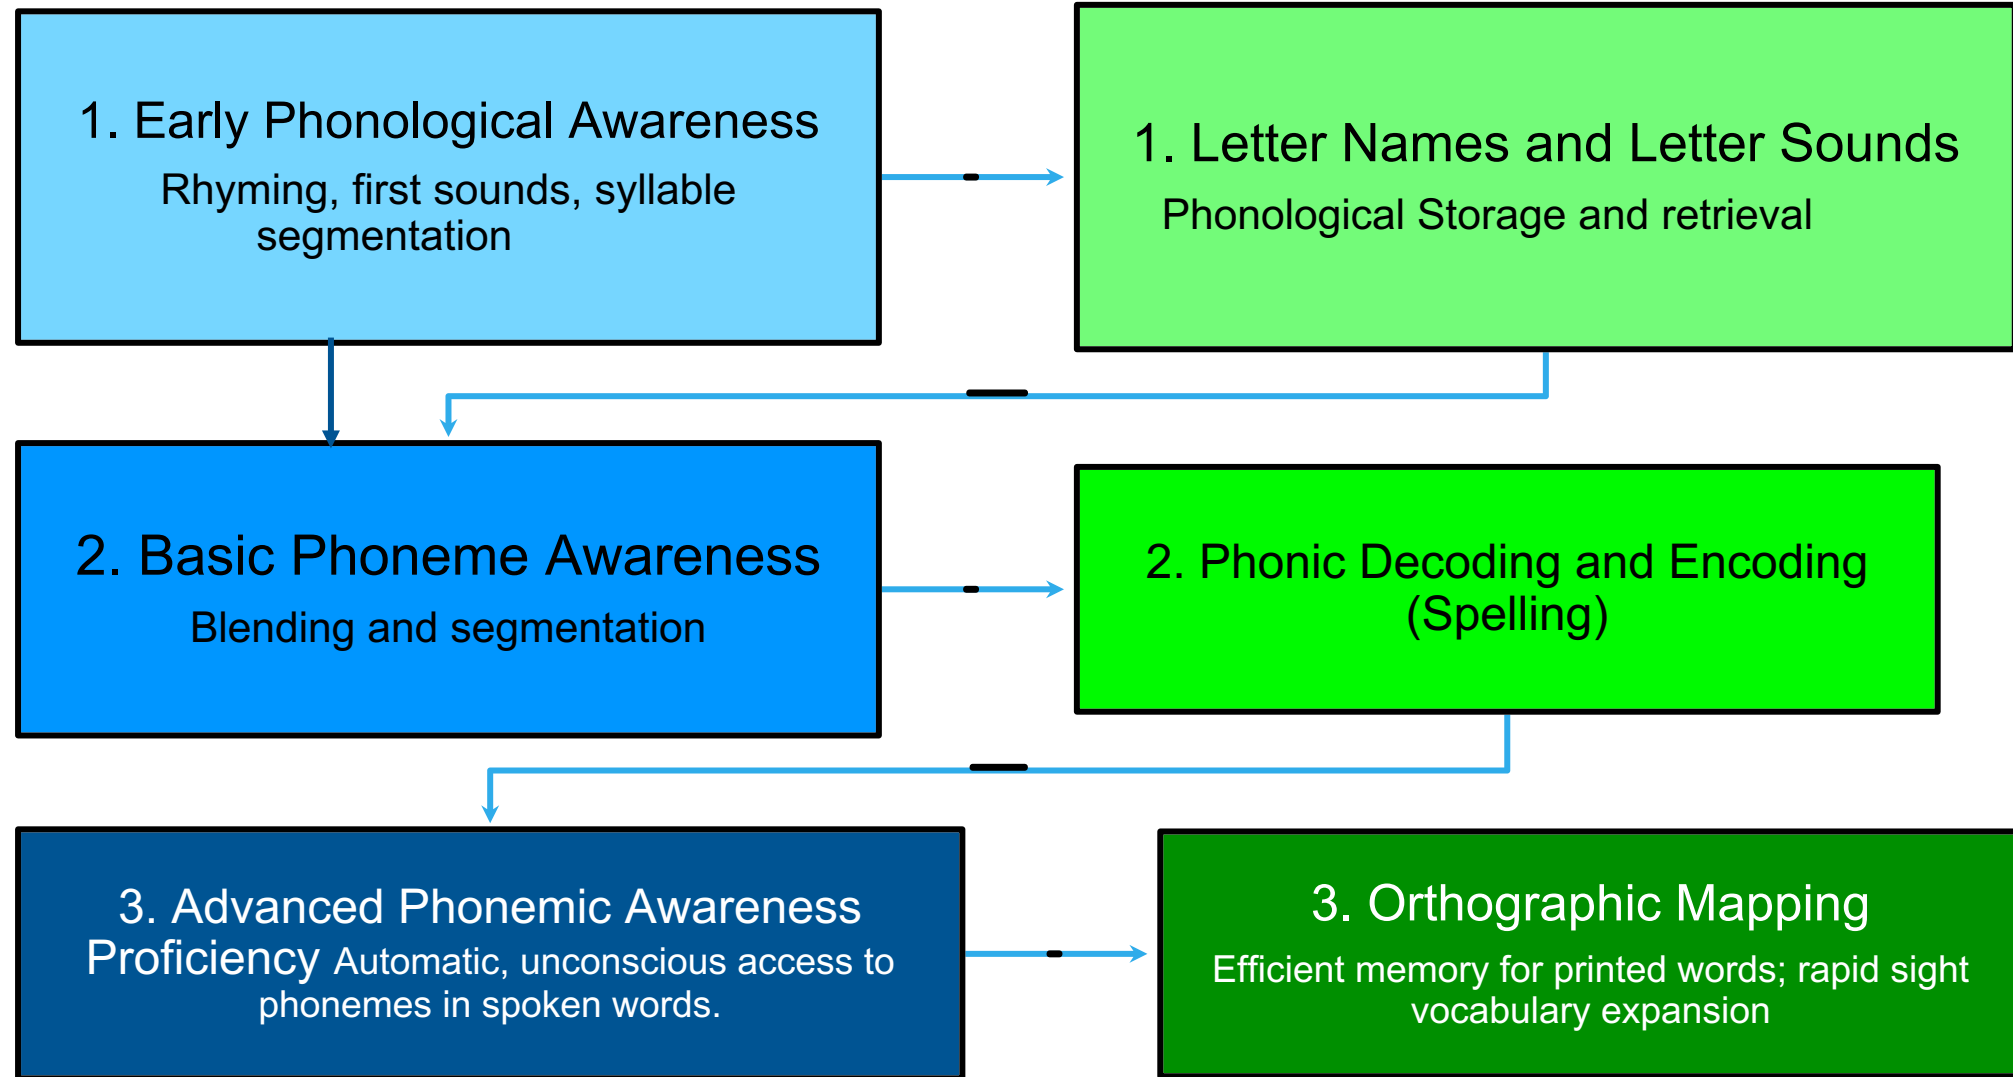 1. Early Phonological Awareness
Rhyming, first sounds, syllable
segmentation
1. Letter Names and Letter Sounds
Phonological Storage and retrieval
2. Basic Phoneme Awareness
Blending and segmentation
2. Phonic Decoding and Encoding
(Spelling)
3. Advanced Phonemic Awareness
Proficiency Automatic, unconscious access to
phonemes in spoken words.
3. Orthographic Mapping
Efficient memory for printed words; rapid sight
vocabulary expansion